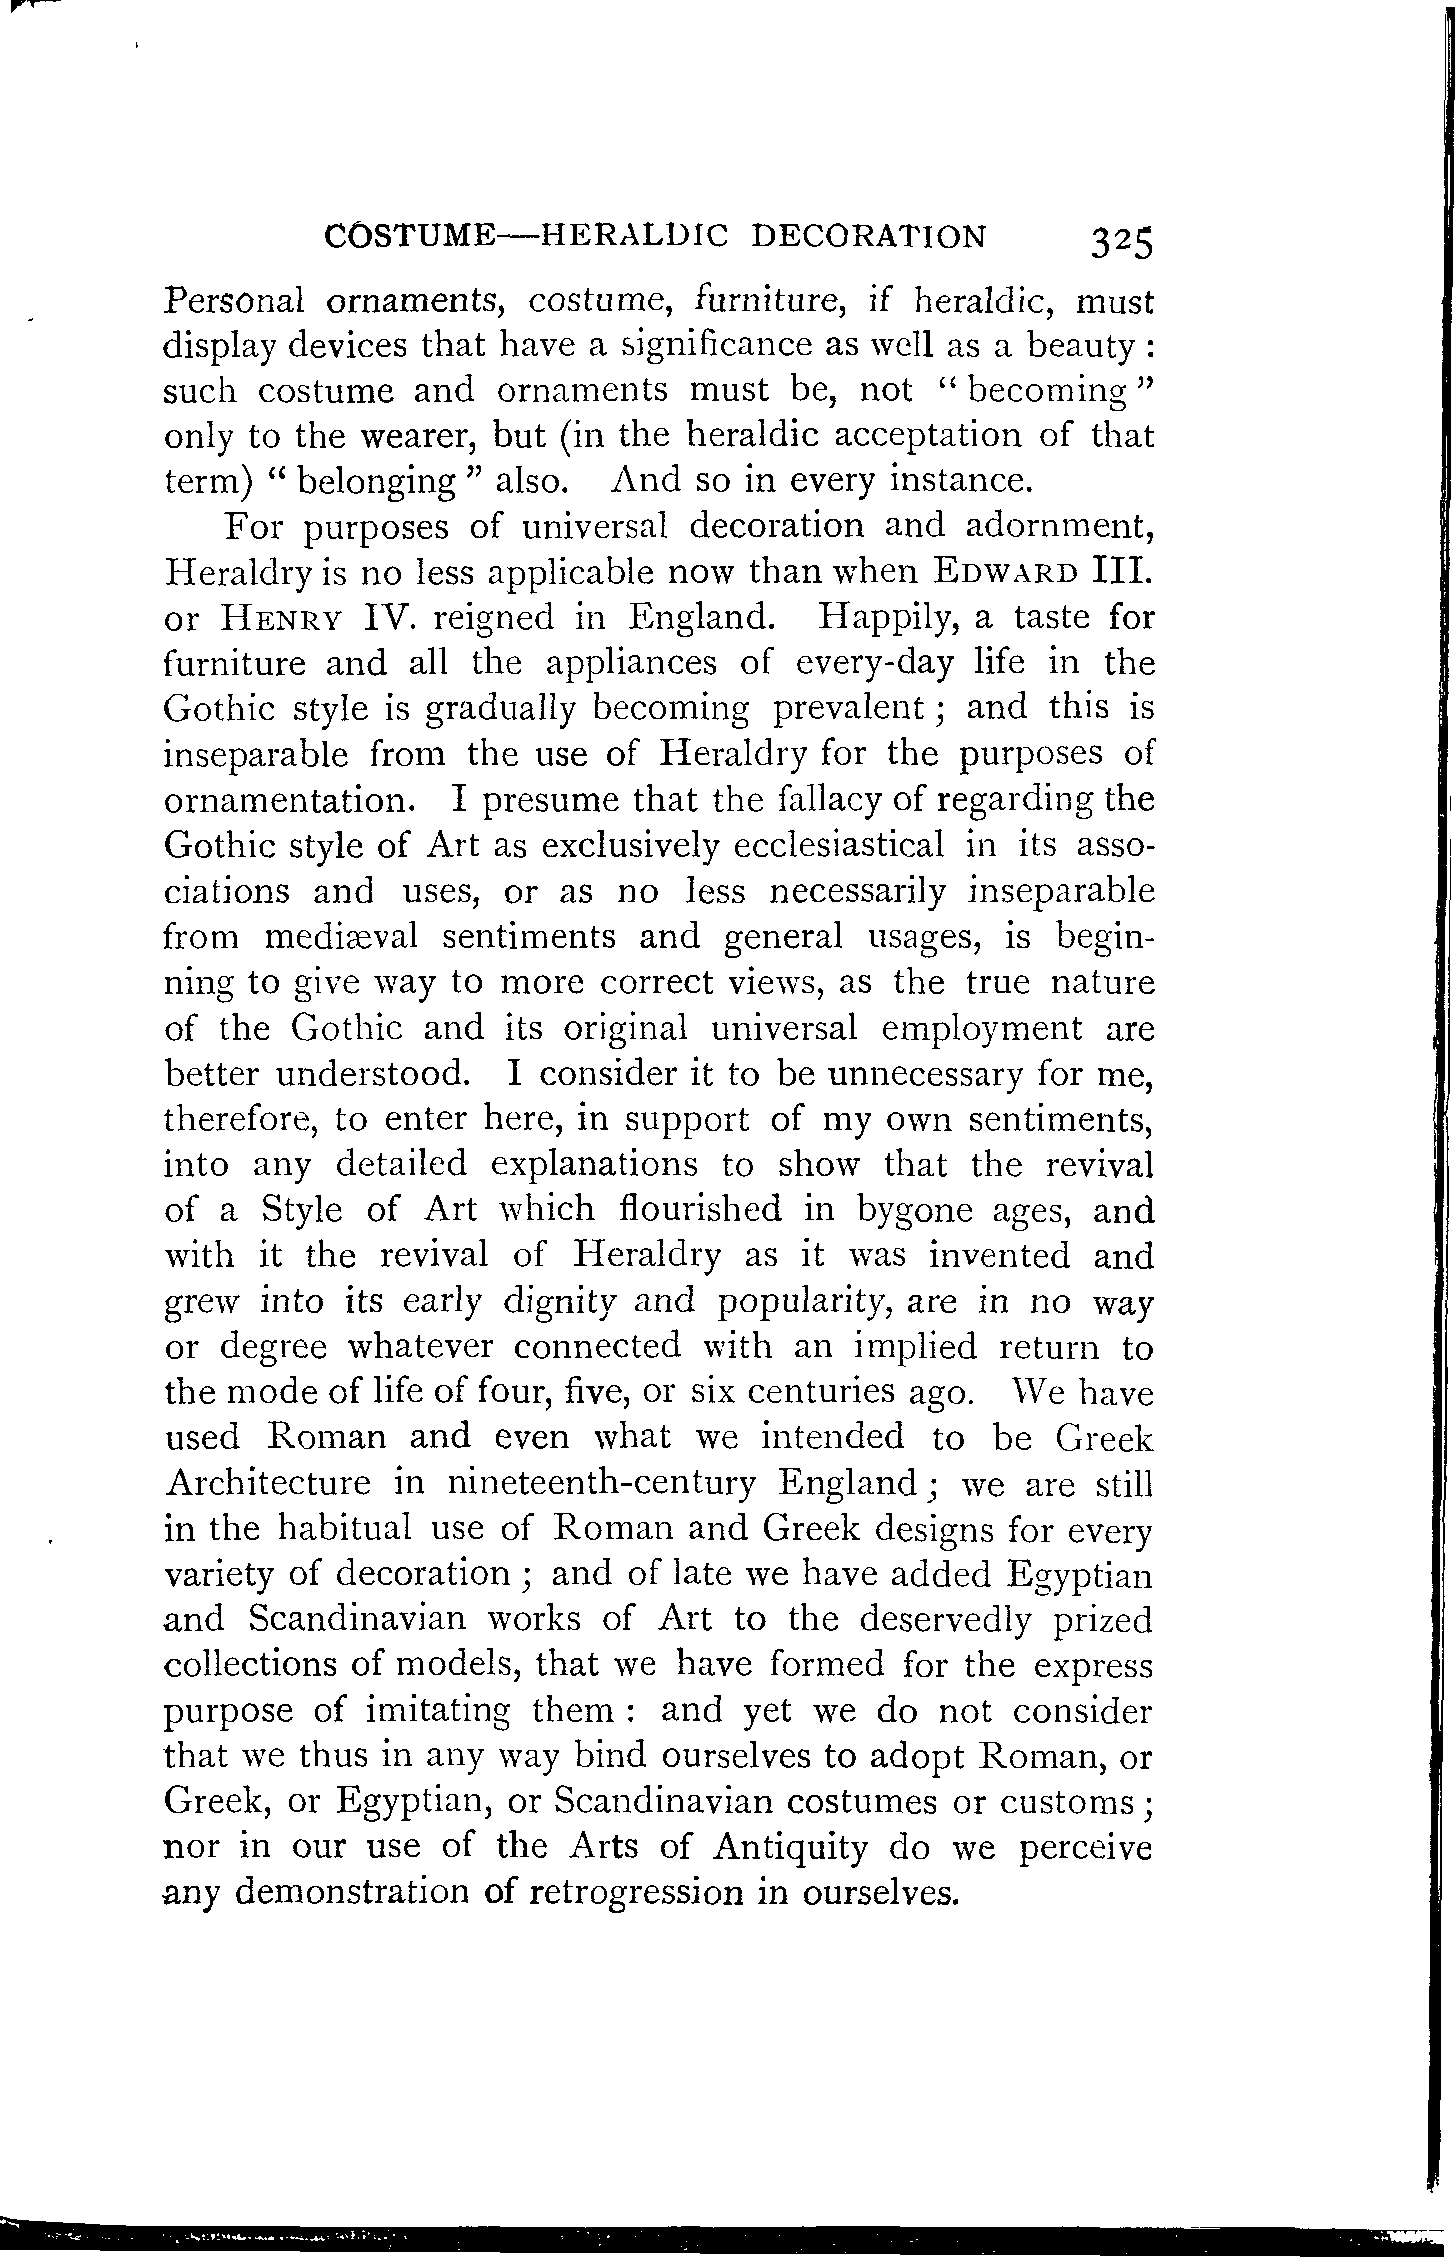 COSTUME—HERALDIC DECORATION 325
Personal ornaments, costume, furniture, if heraldic, must
display devices that have a significance as well as a beauty :
such costume and ornaments must be, not “ becoming ”
only to the wearer, but (in the heraldic acceptation of that
term) “ belonging ” also. And so in every instance.
For purposes of universal decoration and adornment,
Heraldry is no less applicable now than when EDWARD III.
or HENRY IV. reigned in England. Happily, a taste for
furniture and all the appliances of every-day life in the
Gothic style is gradually becoming prevalent ; and this is
inseparable from the use of Heraldry for the purposes of
ornamentation. I presume that the fallacy of regarding the
Gothic style of Art as exclusively ecclesiastical in its asso-
ciations and uses, or as no less necessarily inseparable
from mediæval sentiments and general usages, is begin-
ning to give way to more correct views, as the true nature
of the Gothic and its original universal employment are
better understood. I consider it to be unnecessary for me,
therefore, to enter here, in support of my own sentiments,
into any detailed explanations to show that the revival
of a Style of Art which flourished in bygone ages, and
with it the revival of Heraldry as it was invented and
grew into its early dignity and popularity, are in no way
or degree whatever connected with an implied return to
the mode of life of four, five, or six centuries ago. We have
used Roman and even what we intended to be Greek
Architecture in nineteenth-century England ; we are still
in the habitual use of Roman and Greek designs for every
variety of decoration ; and of late we have added Egyptian
and Scandinavian works of Art to the deservedly prized
collections of models, that we have formed for the express
purpose of imitating them : and yet we do not consider
that we thus in any way bind ourselves to adopt Roman, or
Greek, or Egyptian, or Scandinavian costumes or customs ;
nor in our use of the Arts of Antiquity do we perceive
any demonstration of retrogression in ourselves.